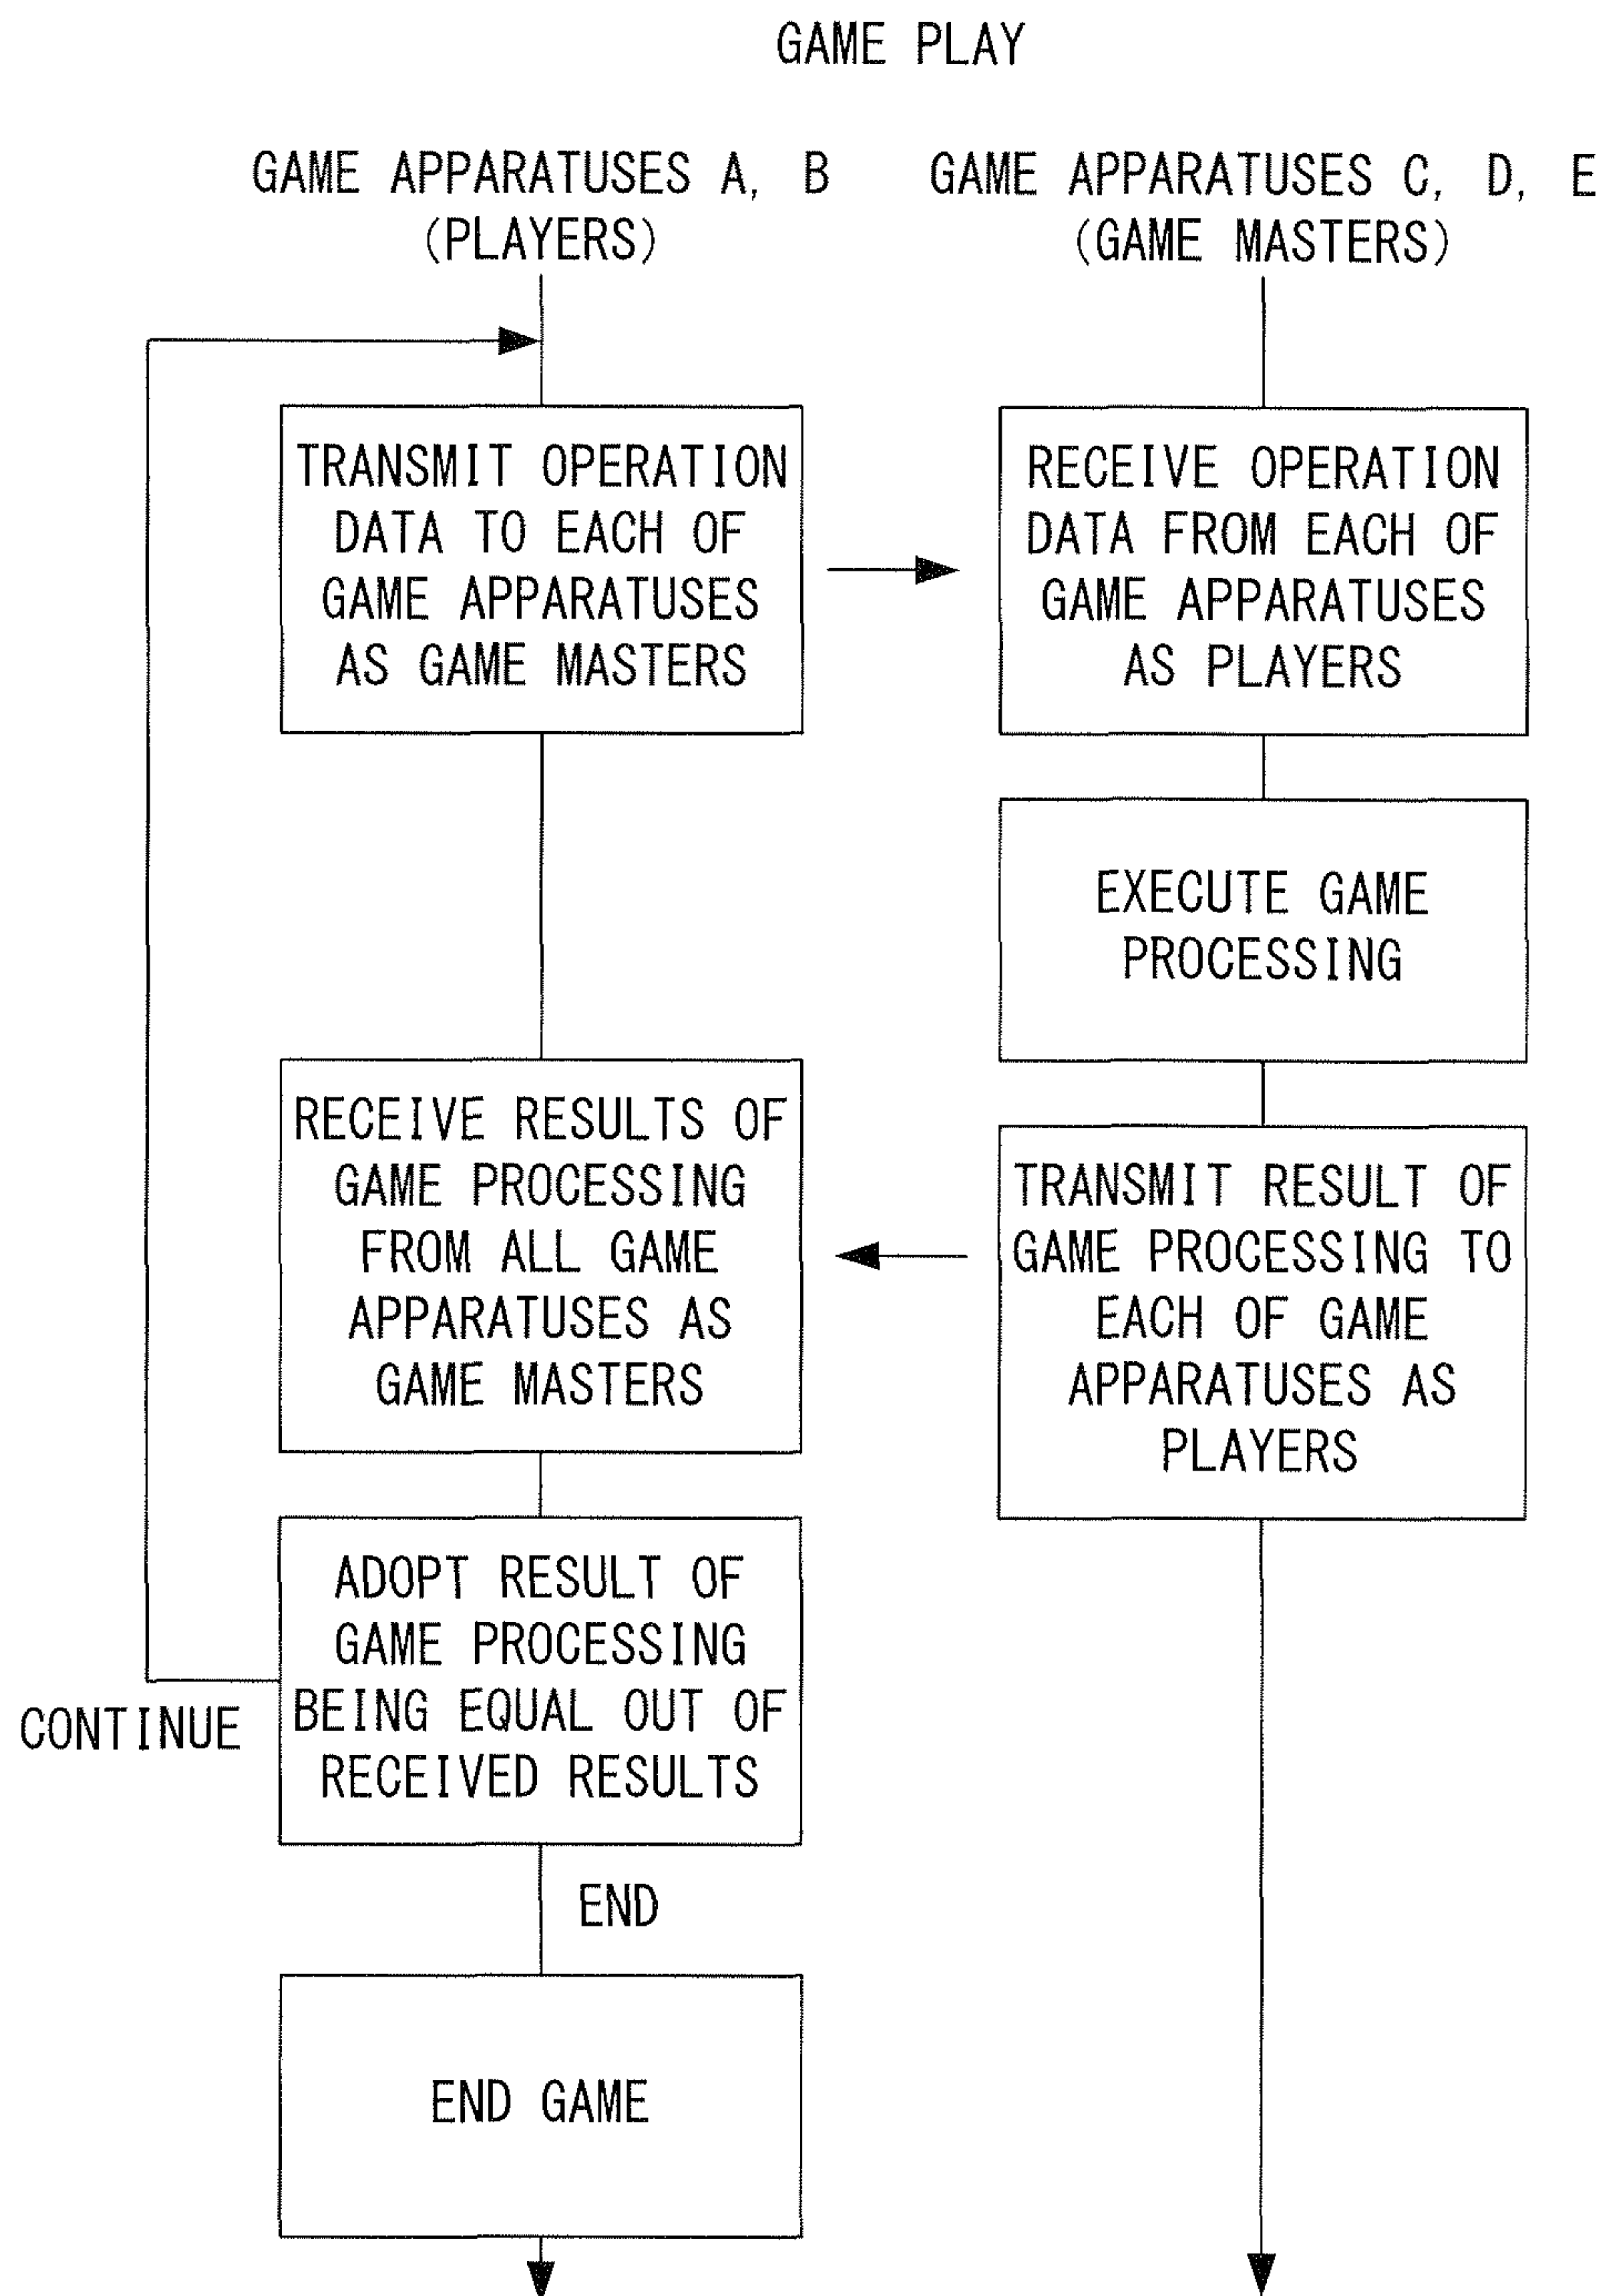 GAME PLAY
GAME APPARATUSES A, B
(PLAYERS)
GAME APPARATUSES C, D, E
(GAME MASTERS)
TRANSMIT OPERATION
DATA TO EACH OF
GAME APPARATUSES
AS GAME MASTERS
RECEIVE OPERATION
DATA FROM EACH OF
GAME APPARATUSES
AS PLAYERS
EXECUTE GAME
PROCESSING
RECEIVE RESULTS OF
GAME PROCESSING
FROM ALL GAME
APPARATUSES AS
GAME MASTERS
TRANSMIT RESULT OF
GAME PROCESSING TO
EACH OF GAME
APPARATUSES AS
PLAYERS
ADOPT RESULT OF
GAME PROCESSING
BEING EQUAL OUT OF
RECEIVED RESULTS
CONTINUE
END
END GAME